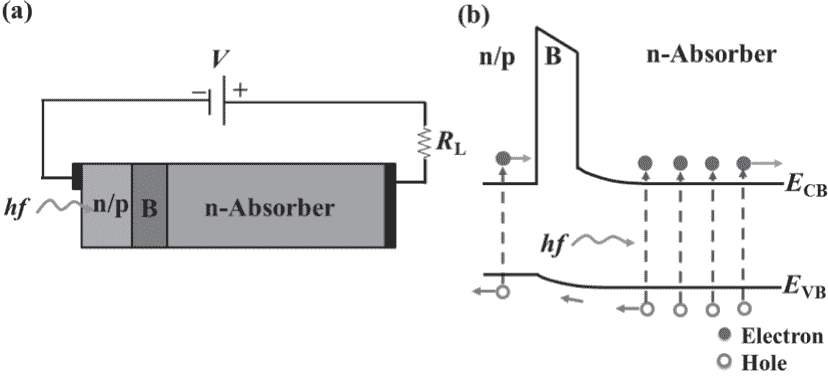 (a)
V
− +
R_L
hf
n/p B n-Absorber
(b)
n/p B n-Absorber
E_CB
hf
E_VB
Electron
Hole